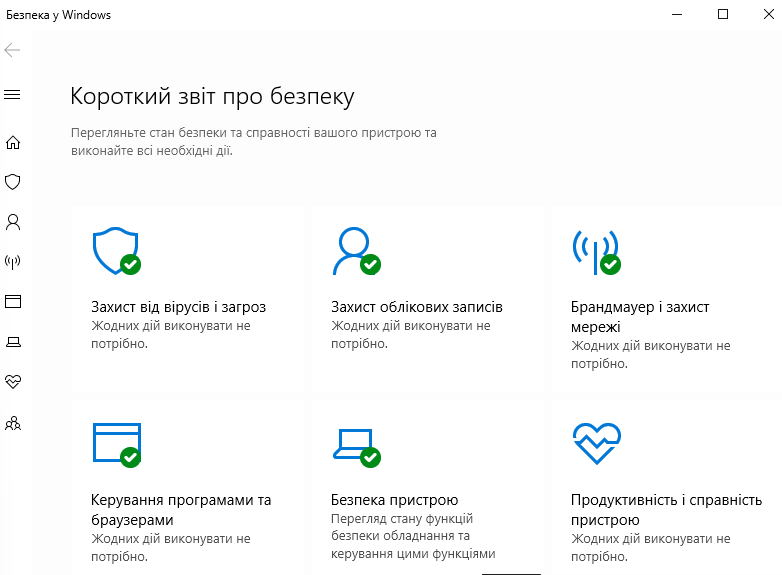 Безпека у Windows
Короткий звіт про безпеку
Перегляньте стан безпеки та справності вашого пристрою та
виконайте всі необхідні дії.
Захист від вірусів і загроз
Жодних дій виконувати не
потрібно.
Захист облікових записів
Жодних дій виконувати не
потрібно.
Брандмауер і захист
мережі
Жодних дій виконувати не
потрібно.
Керування програмами та
браузерами
Жодних дій виконувати не
потрібно.
Безпека пристрою
Перегляд стану функцій
безпеки обладнання та
керування цими функціями
Продуктивність і справність
пристрою
Жодних дій виконувати не
потрібно.